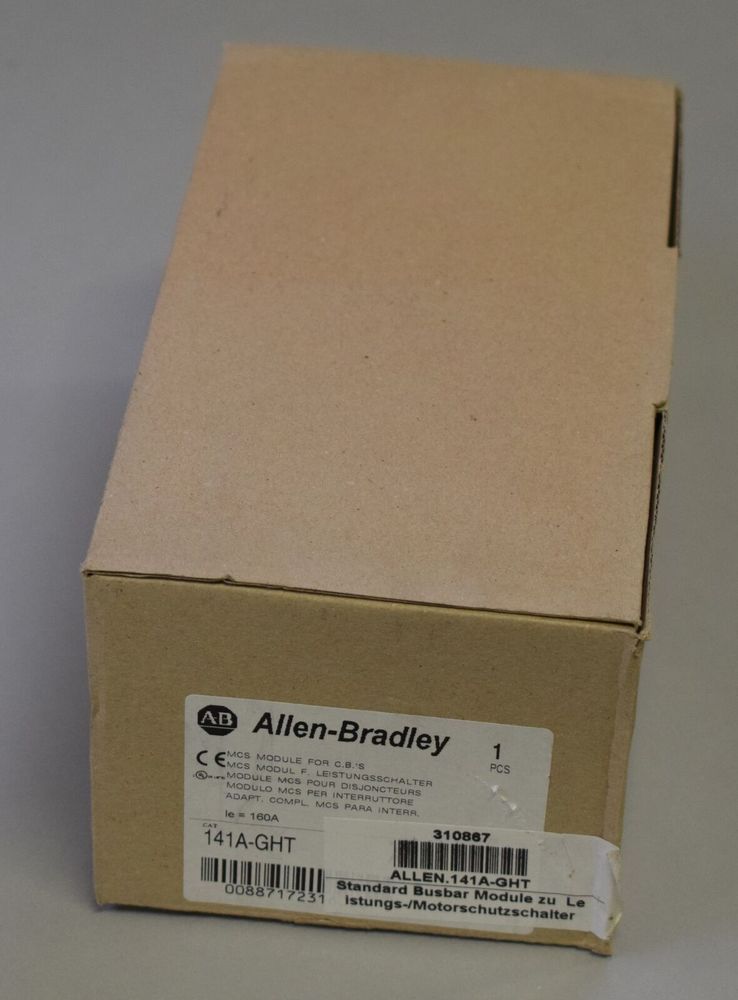 AB Allen-Bradley
1
PCS
CE MCS MODULE FOR C.B.'S
MCS MODUL F. LEISTUNGSSCHALTER
MODULE MCS POUR DISJONCTEURS
MODULO MCS PER INTERRUTTORE
ADAPT. COMPL. MCS PARA INTERR.
Ie = 160A
CAT
141A-GHT
0088717231
310867
ALLEN.141A-GHT
Standard Busbar Module zu Le
istungs-/Motorschutzschalter